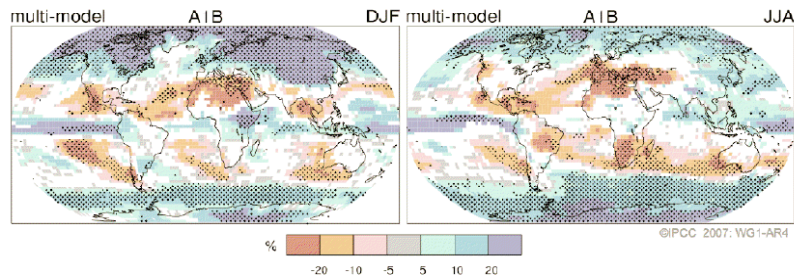 multi-model A1B DJF
multi-model A1B JJA
©IPCC 2007: WG1-AR4
%
-20 -10 -5 5 10 20